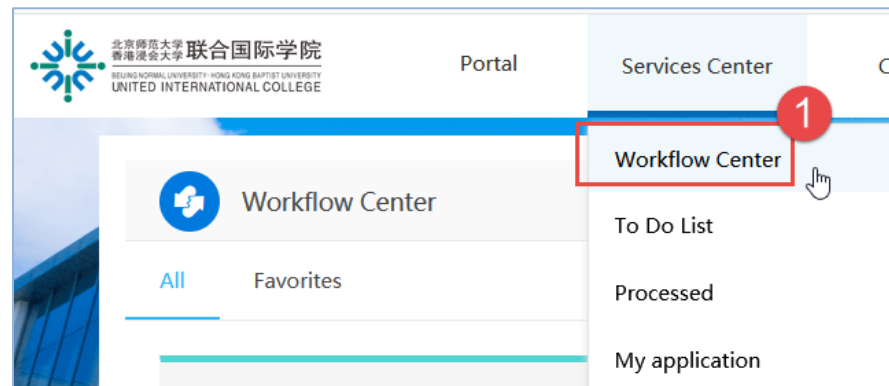 北京师范大学
香港浸会大学 联合国际学院
BEIJING NORMAL UNIVERSITY·HONG KONG BAPTIST UNIVERSITY
UNITED INTERNATIONAL COLLEGE
Portal
Services Center
C
1
Workflow Center
Workflow Center
To Do List
All
Favorites
Processed
My application